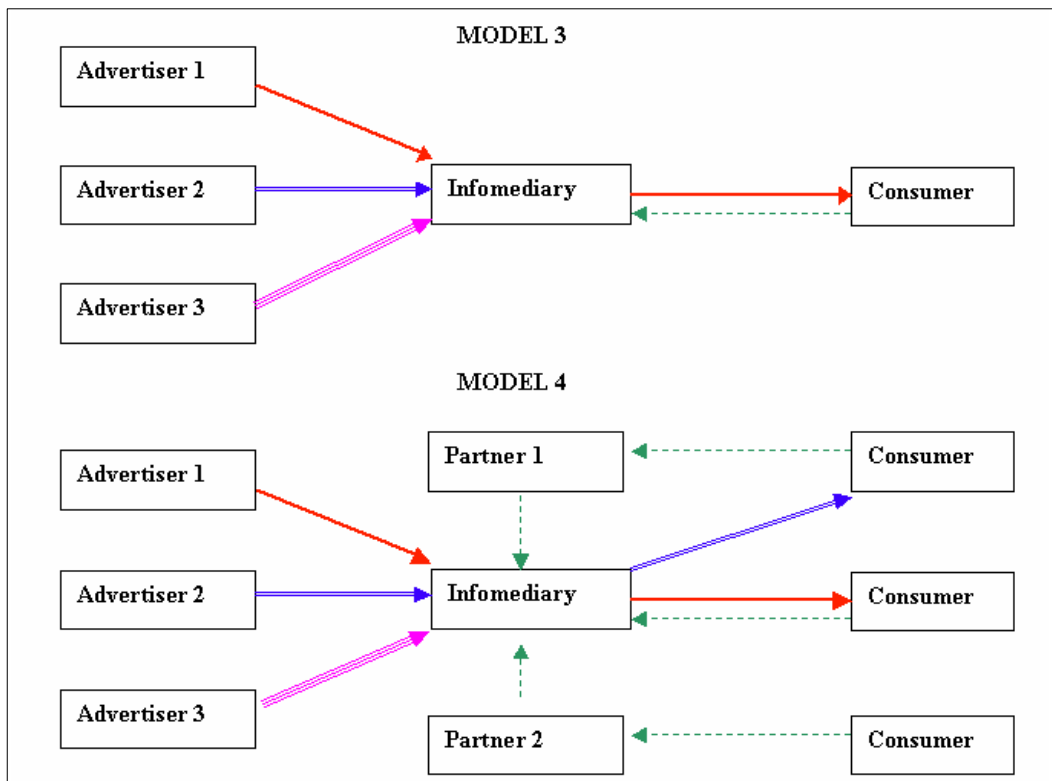 MODEL 3
Advertiser 1
Advertiser 2
Infomediary
Consumer
Advertiser 3
MODEL 4
Partner 1
Consumer
Advertiser 1
Advertiser 2
Infomediary
Consumer
Advertiser 3
Partner 2
Consumer